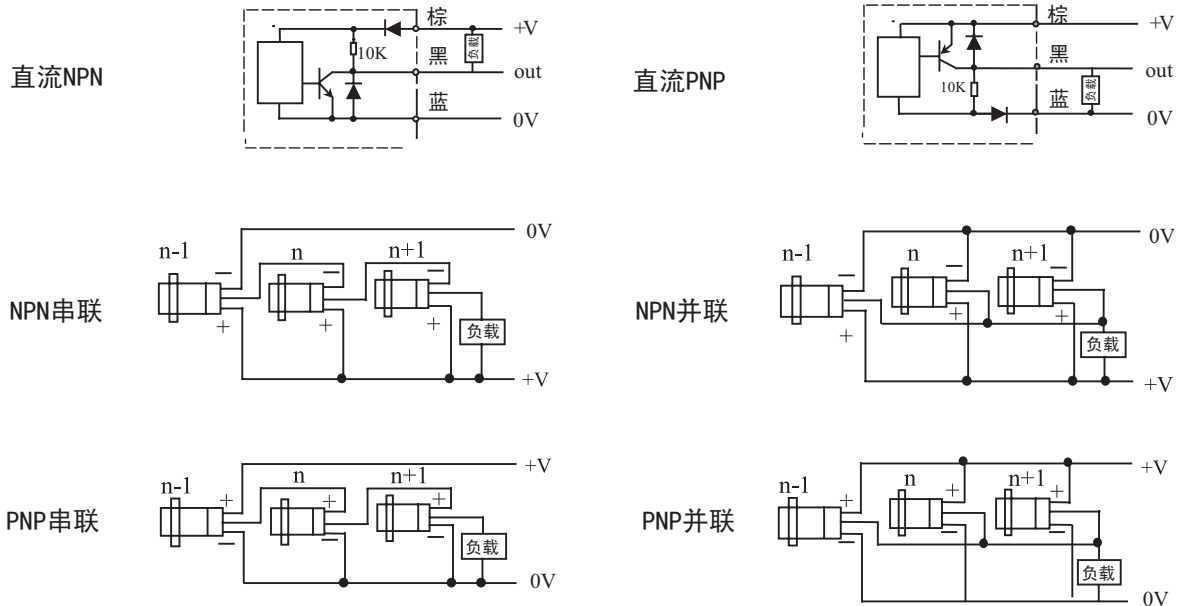 直流NPN
棕
+V
10K
负载
黑
out
蓝
0V
直流PNP
棕
+V
黑
out
10K
负载
蓝
0V
NPN串联
0V
n-1
n
n+1
−
−
−
+
+
+
负载
+V
NPN并联
0V
n-1
n
n+1
−
−
−
+
+
+
负载
+V
PNP串联
+V
n-1
n
n+1
+
+
+
−
−
−
负载
0V
PNP并联
+V
n-1
n
n+1
+
+
+
−
−
−
负载
0V